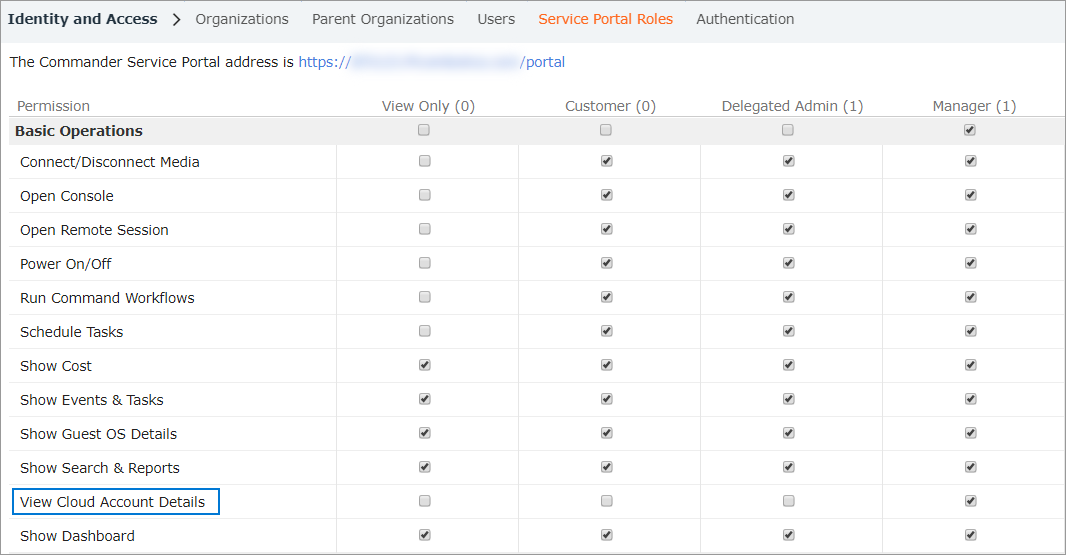 Identity and Access > Organizations Parent Organizations Users Service Portal Roles Authentication
The Commander Service Portal address is https:// /portal
Permission View Only (0) Customer (0) Delegated Admin (1) Manager (1)
Basic Operations
Connect/Disconnect Media
Open Console
Open Remote Session
Power On/Off
Run Command Workflows
Schedule Tasks
Show Cost
Show Events & Tasks
Show Guest OS Details
Show Search & Reports
View Cloud Account Details
Show Dashboard